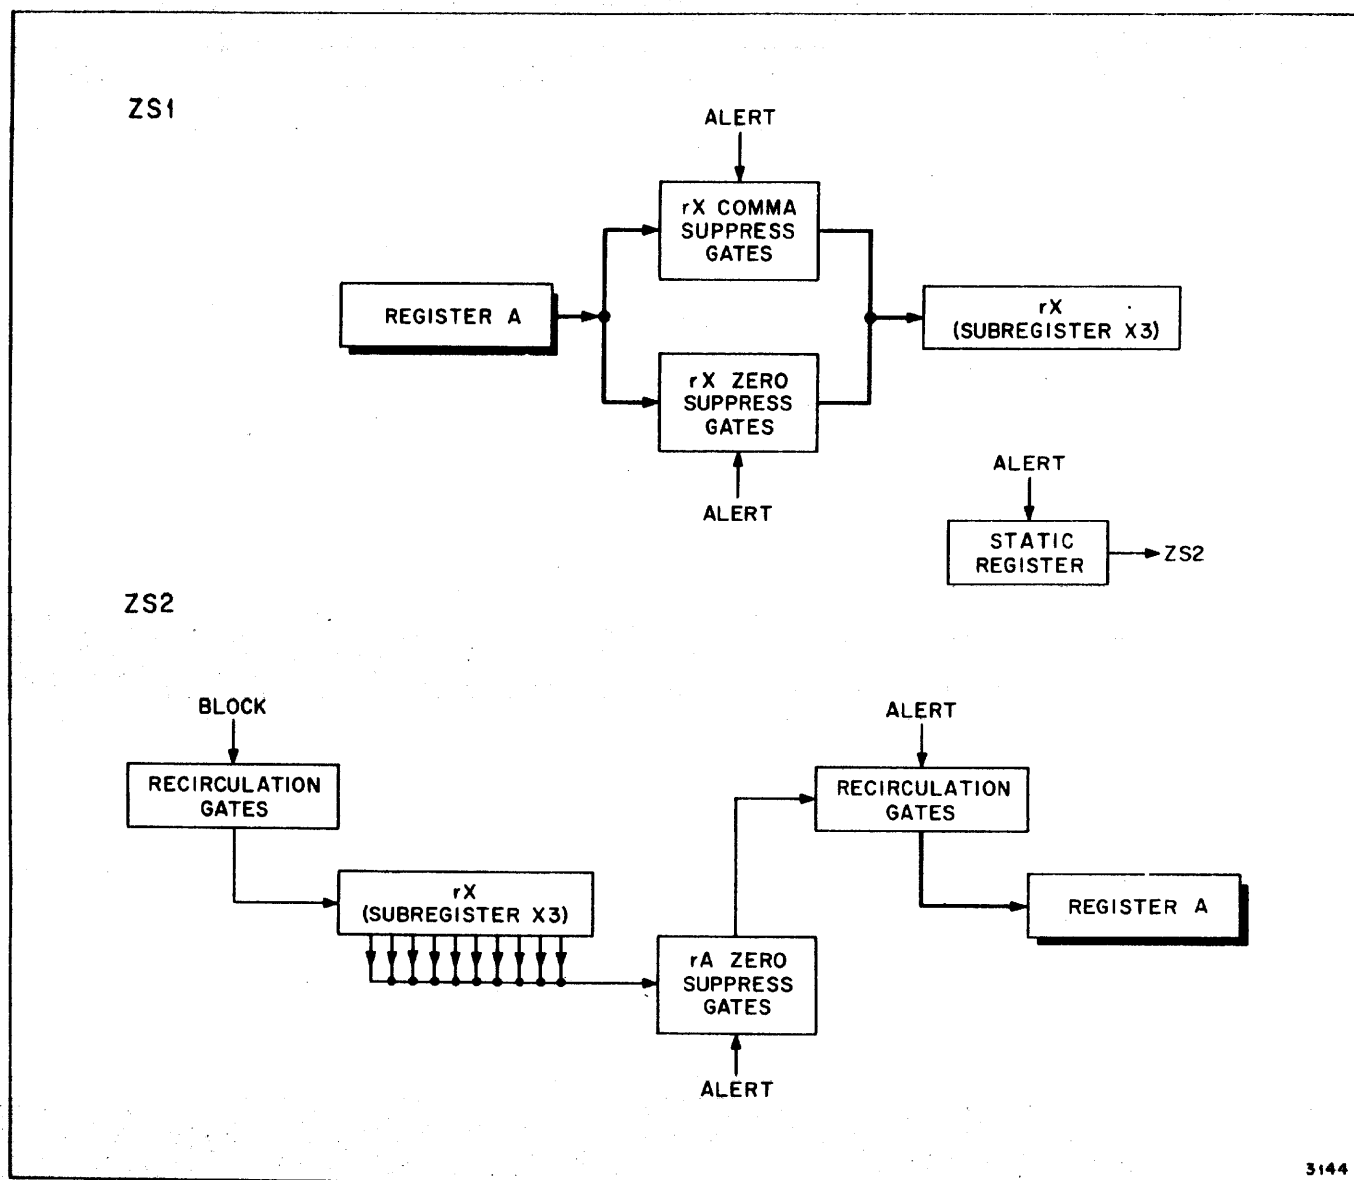 ZS1
ALERT
rX COMMA
SUPPRESS
GATES
REGISTER A
rX
(SUBREGISTER X3)
rX ZERO
SUPPRESS
GATES
ALERT
ALERT
STATIC
REGISTER
ZS2
ZS2
BLOCK
RECIRCULATION
GATES
ALERT
RECIRCULATION
GATES
rX
(SUBREGISTER X3)
REGISTER A
rA ZERO
SUPPRESS
GATES
ALERT
3144